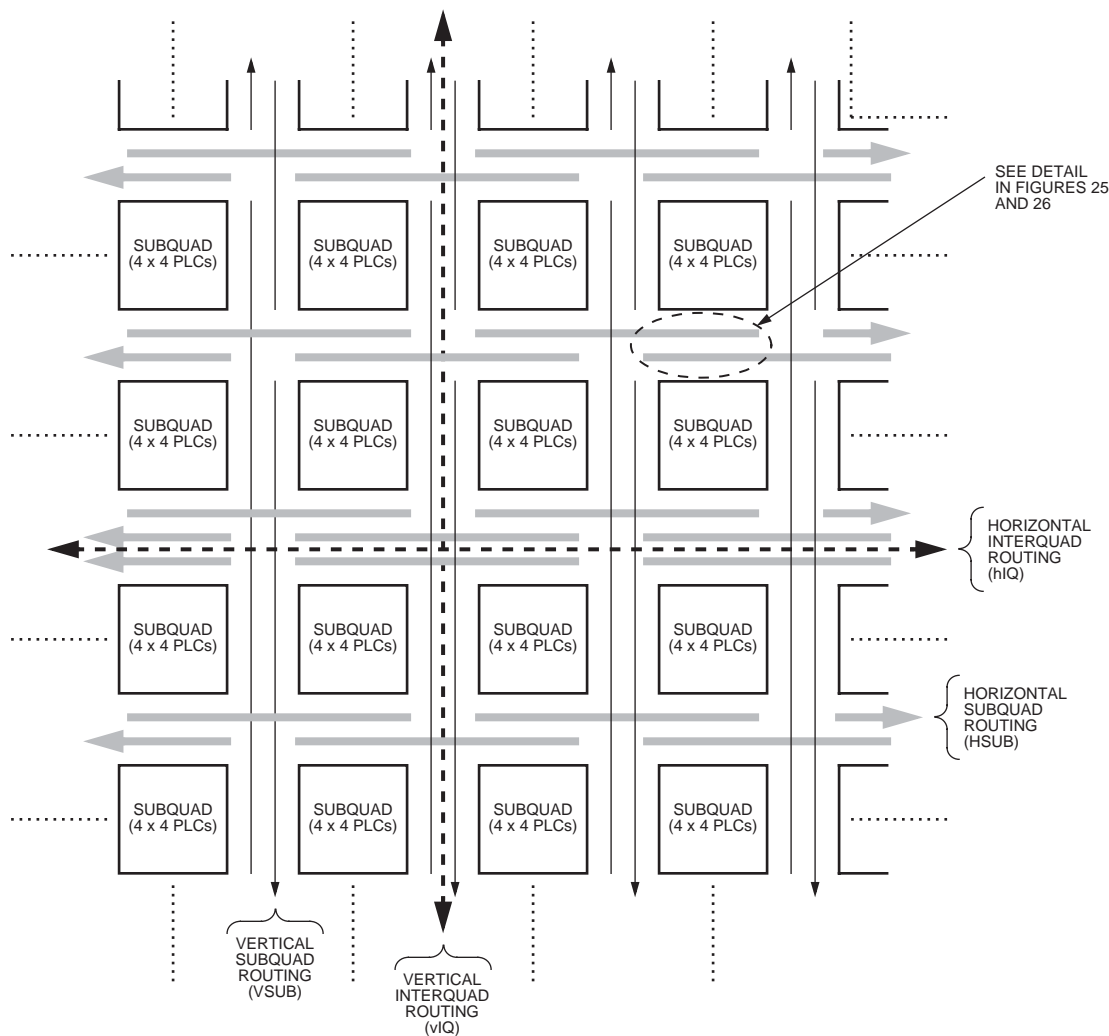 SEE DETAIL
IN FIGURES 25
AND 26
SUBQUAD
(4 x 4 PLCs)
SUBQUAD
(4 x 4 PLCs)
SUBQUAD
(4 x 4 PLCs)
SUBQUAD
(4 x 4 PLCs)
SUBQUAD
(4 x 4 PLCs)
SUBQUAD
(4 x 4 PLCs)
SUBQUAD
(4 x 4 PLCs)
SUBQUAD
(4 x 4 PLCs)
HORIZONTAL
INTERQUAD
ROUTING
(hIQ)
SUBQUAD
(4 x 4 PLCs)
SUBQUAD
(4 x 4 PLCs)
SUBQUAD
(4 x 4 PLCs)
SUBQUAD
(4 x 4 PLCs)
HORIZONTAL
SUBQUAD
ROUTING
(HSUB)
SUBQUAD
(4 x 4 PLCs)
SUBQUAD
(4 x 4 PLCs)
SUBQUAD
(4 x 4 PLCs)
SUBQUAD
(4 x 4 PLCs)
VERTICAL
SUBQUAD
ROUTING
(VSUB)
VERTICAL
INTERQUAD
ROUTING
(vIQ)